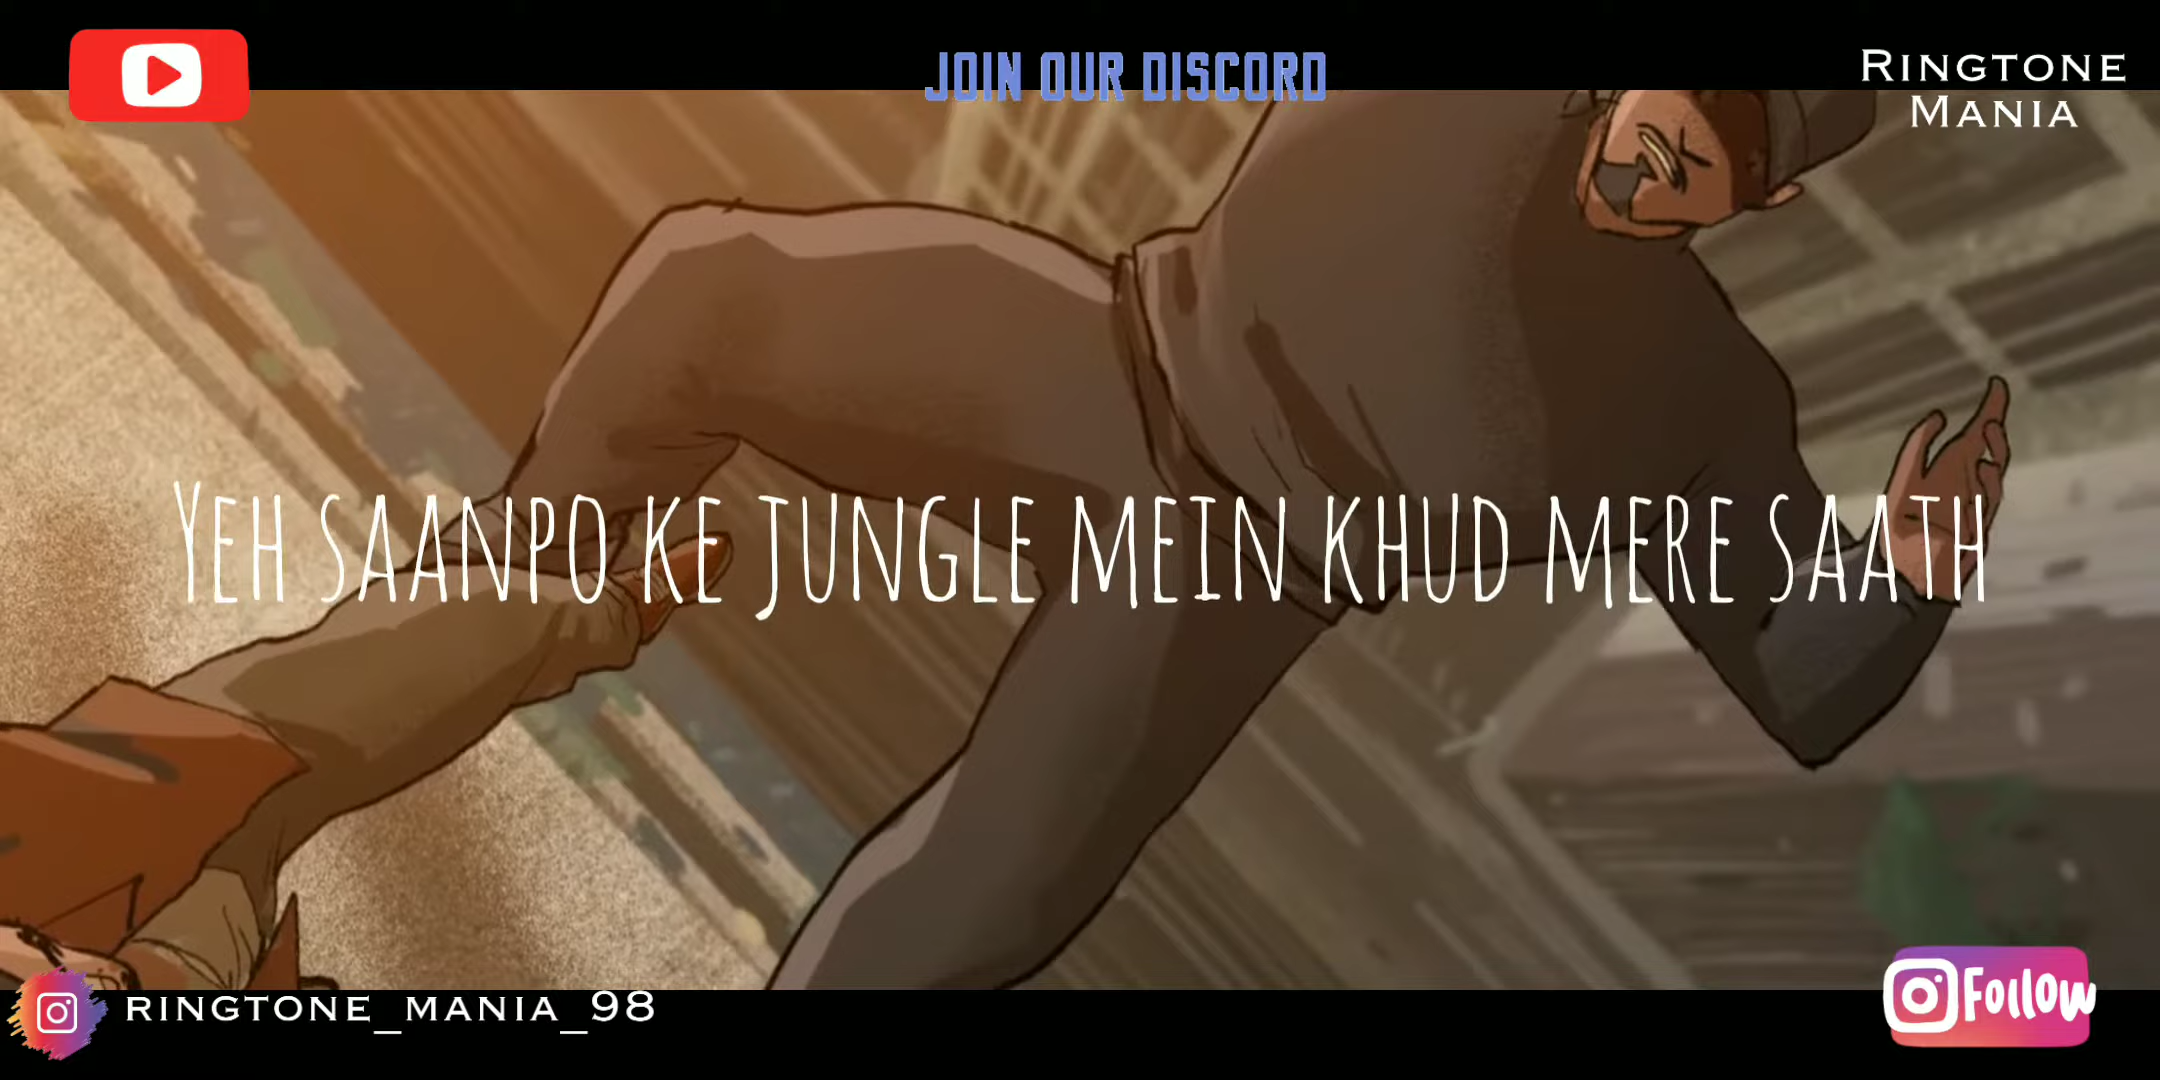 JOIN OUR DISCORD
RINGTONE
MANIA
YEH SAANPO KE JUNGLE MEIN KHUD MERE SAATH
RINGTONE_MANIA_98
Follow